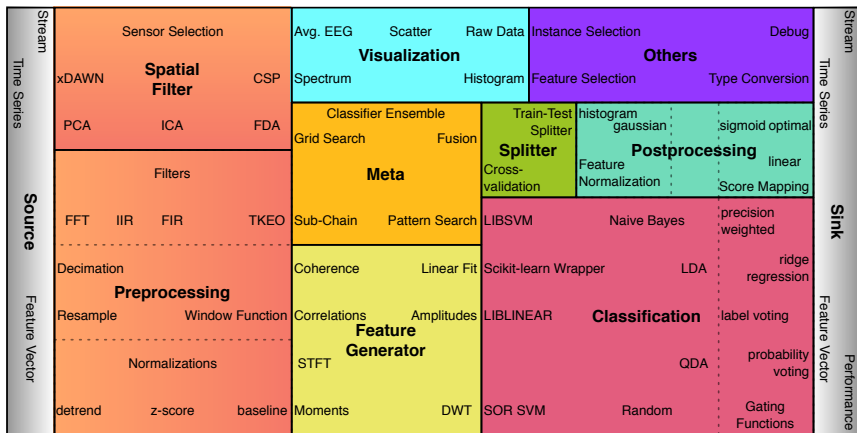 Stream
Time Series
Source
Feature Vector
Sensor Selection
xDAWN
Spatial
Filter
CSP
PCA
ICA
FDA
Filters
FFT
IIR
FIR
TKEO
Decimation
Preprocessing
Resample
Window Function
Normalizations
detrend
z-score
baseline
Avg. EEG
Scatter
Raw Data
Visualization
Spectrum
Histogram
Instance Selection
Debug
Others
Feature Selection
Type Conversion
Classifier Ensemble
Grid Search
Fusion
Meta
Sub-Chain
Pattern Search
Train-Test
Splitter
Splitter
Cross-
validation
histogram
gaussian
sigmoid
optimal
Postprocessing
Feature
Normalization
linear
Score Mapping
Coherence
Linear Fit
Correlations
Amplitudes
Feature
Generator
STFT
Moments
DWT
LIBSVM
Naive Bayes
precision
weighted
Scikit-learn Wrapper
LDA
ridge
regression
LIBLINEAR
Classification
label voting
QDA
probability
voting
SOR SVM
Random
Gating
Functions
Stream
Time Series
Sink
Feature Vector
Performance